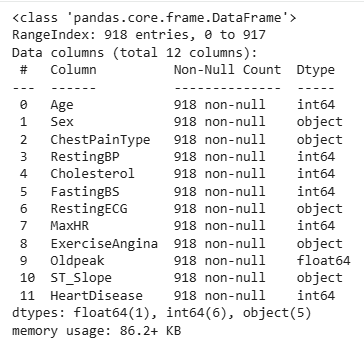 <class 'pandas.core.frame.DataFrame'>
RangeIndex: 918 entries, 0 to 917
Data columns (total 12 columns):
 #   Column          Non-Null Count  Dtype
---  ------          --------------  -----
 0   Age             918 non-null    int64
 1   Sex             918 non-null    object
 2   ChestPainType   918 non-null    object
 3   RestingBP       918 non-null    int64
 4   Cholesterol     918 non-null    int64
 5   FastingBS       918 non-null    int64
 6   RestingECG      918 non-null    object
 7   MaxHR           918 non-null    int64
 8   ExerciseAngina  918 non-null    object
 9   Oldpeak         918 non-null    float64
 10  ST_Slope        918 non-null    object
 11  HeartDisease    918 non-null    int64
dtypes: float64(1), int64(6), object(5)
memory usage: 86.2+ KB